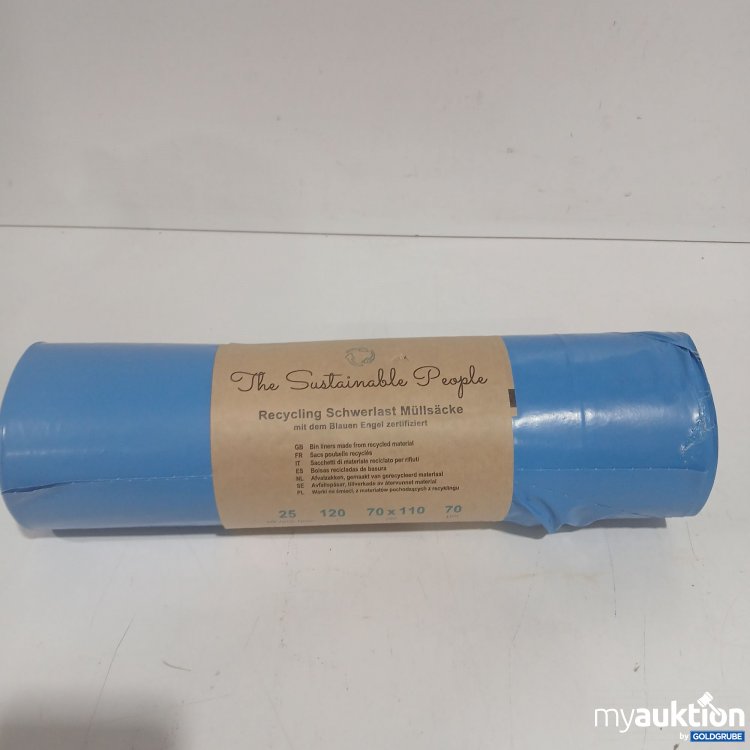 The Sustainable People
Recycling Schwerlast Müllsäcke
mit dem Blauen Engel zertifiziert
GB Bin liners made from recycled material
FR Sacs poubelle recyclés
IT Sacchetti di materiale reciclato per rifiuti
ES Bolsas recicladas de basura
NL Afvalzakken, gemaakt van gerecycleerd materiaal
SE Avfallspåsar, tillverkade av återvunnet material
PL Worki na śmieci, z materiałów pochodzących z recyklingu
25 120 70 x 110 70
myauktion
by GOLDGRUBE